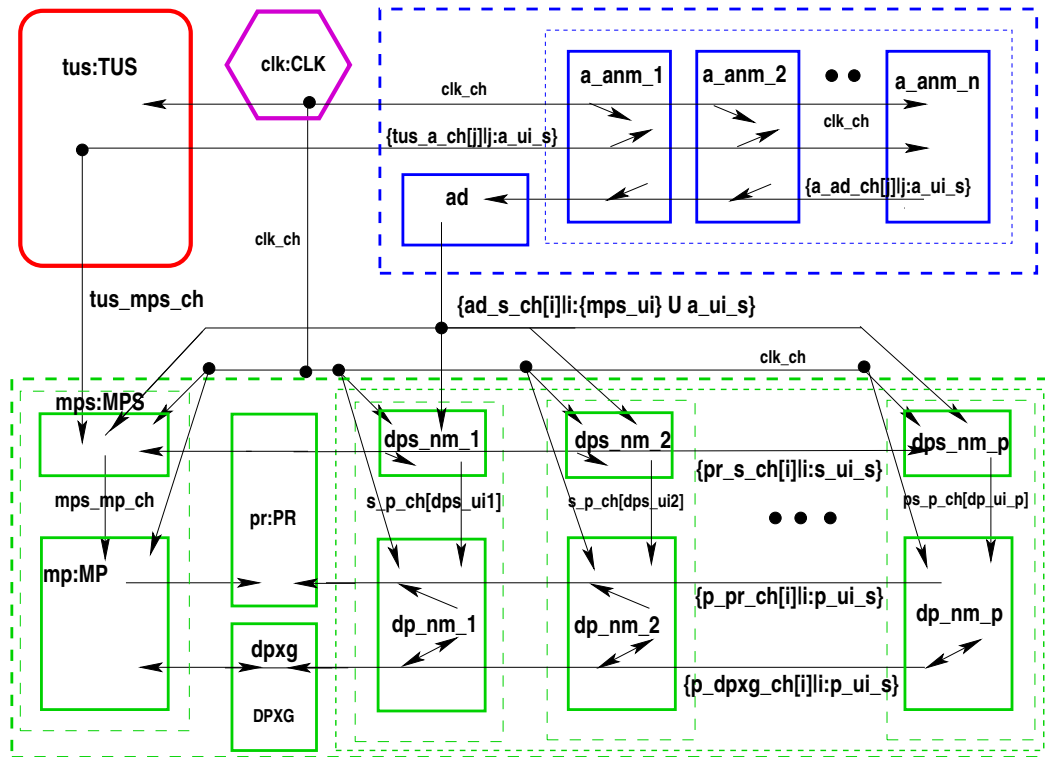 tus:TUS
clk:CLK
a_anm_1
a_anm_2
a_anm_n
clk_ch
clk_ch
{tus_a_ch[j]|j:a_ui_s}
{a_ad_ch[j]|j:a_ui_s}
ad
clk_ch
tus_mps_ch
{ad_s_ch[i]|i:{mps_ui} U a_ui_s}
clk_ch
mps:MPS
dps_nm_1
dps_nm_2
dps_nm_p
{pr_s_ch[i]|i:s_ui_s}
mps_mp_ch
s_p_ch[dps_ui1]
s_p_ch[dps_ui2]
ps_p_ch[dp_ui_p]
pr:PR
mp:MP
{p_pr_ch[i]|i:p_ui_s}
dp_nm_1
dp_nm_2
dp_nm_p
dpxg
{p_dpxg_ch[i]|i:p_ui_s}
DPXG